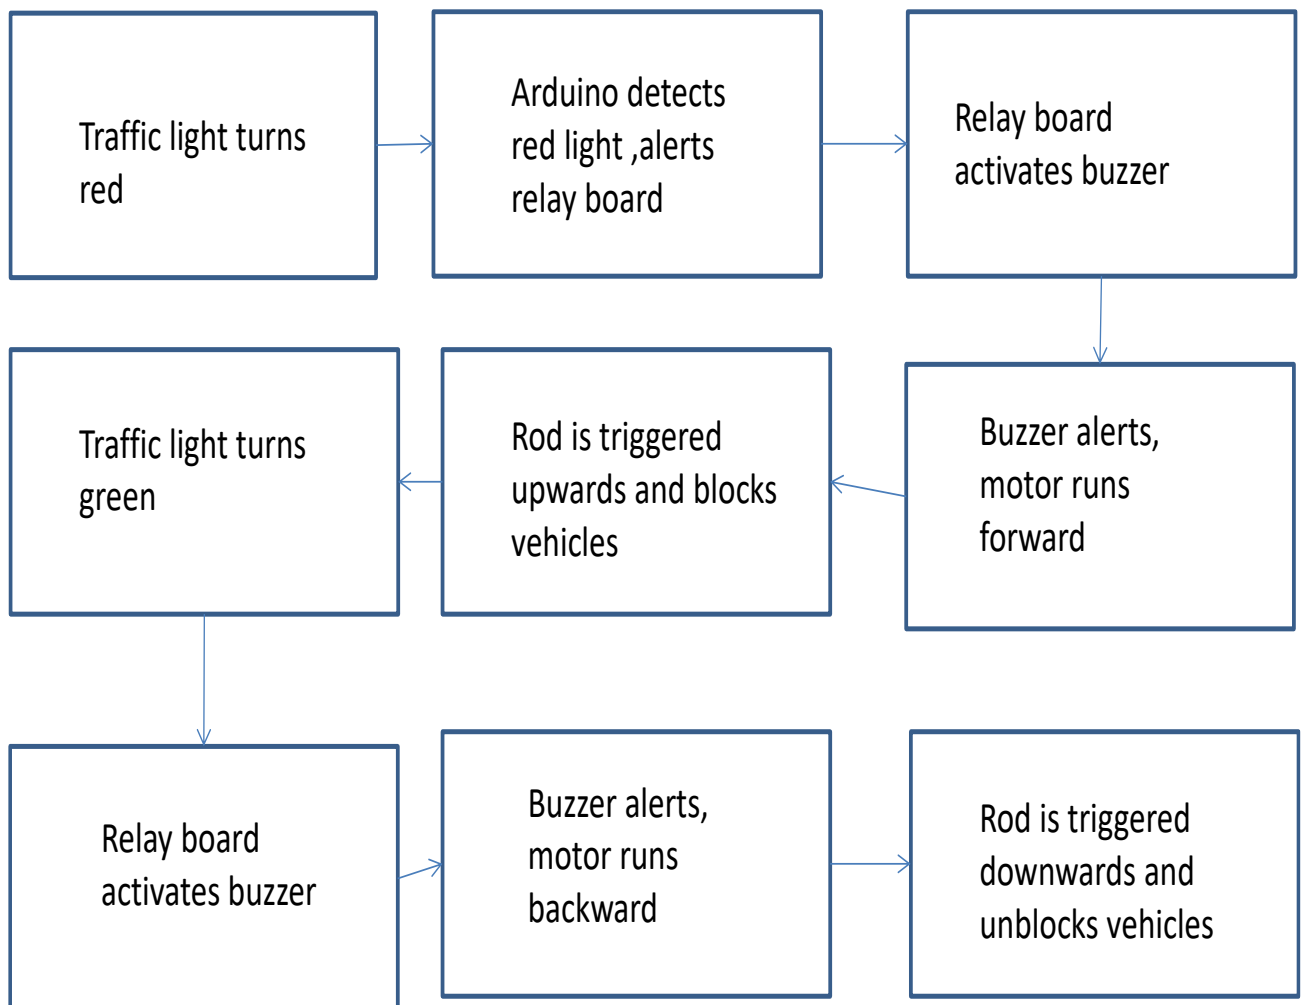 Traffic light turns
red
Arduino detects
red light ,alerts
relay board
Relay board
activates buzzer
Buzzer alerts,
motor runs
forward
Rod is triggered
upwards and blocks
vehicles
Traffic light turns
green
Relay board
activates buzzer
Buzzer alerts,
motor runs
backward
Rod is triggered
downwards and
unblocks vehicles